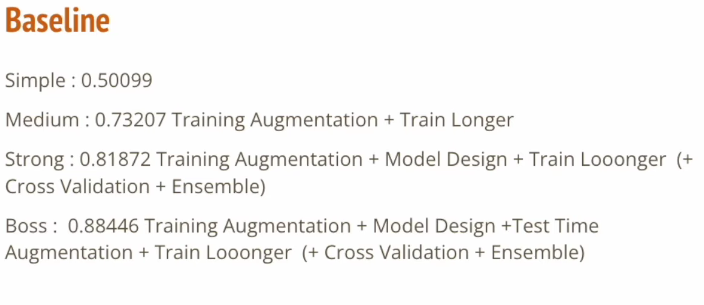 Baseline
Simple : 0.50099
Medium : 0.73207 Training Augmentation + Train Longer
Strong : 0.81872 Training Augmentation + Model Design + Train Looonger  (+
Cross Validation + Ensemble)
Boss :  0.88446 Training Augmentation + Model Design +Test Time
Augmentation + Train Looonger  (+ Cross Validation + Ensemble)